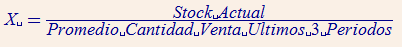 X = Stock Actual / Promedio Cantidad Venta Ultimos 3 Periodos